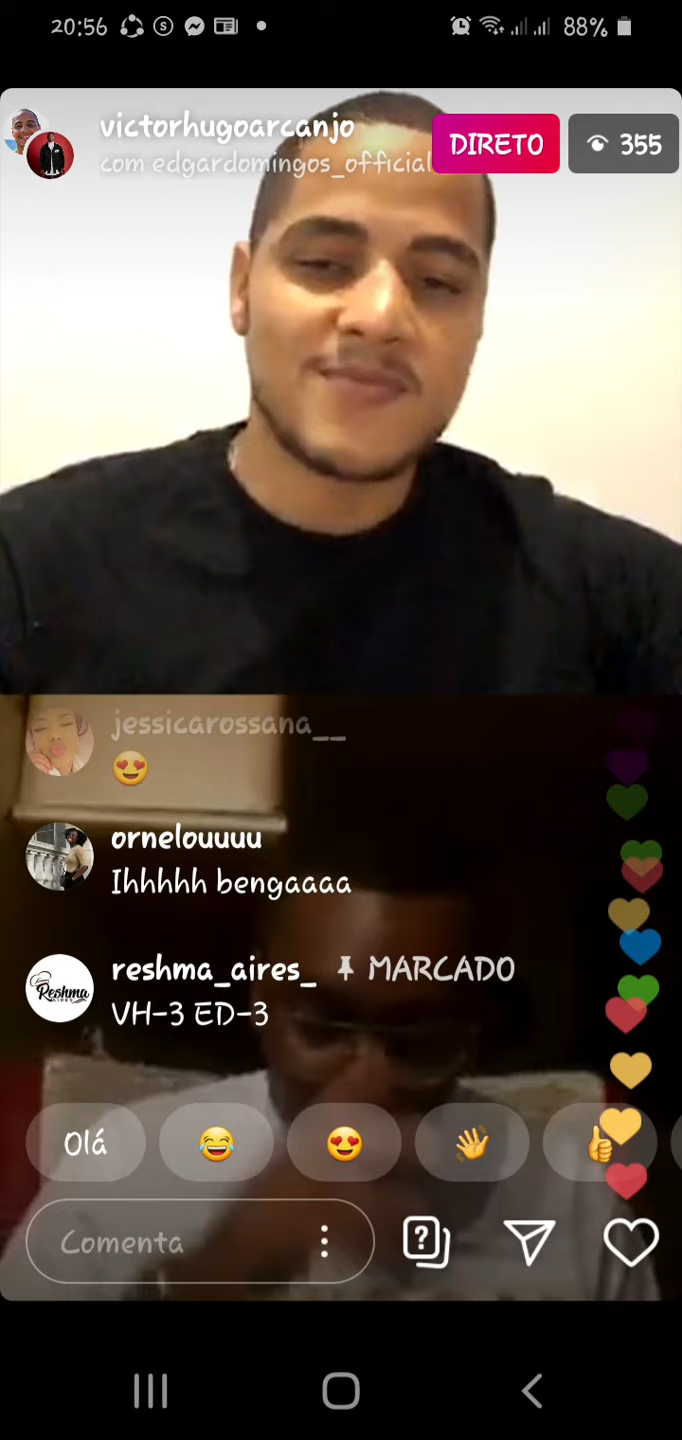 20:56
88%
victorhugoarcanjo
com edgardomingos_official
DIRETO
355
jessicarossana__
ornelouuuu
Ihhhhh bengaaaa
reshma_aires_ MARCADO
Reshma
VH-3 ED-3
Olá
Comenta